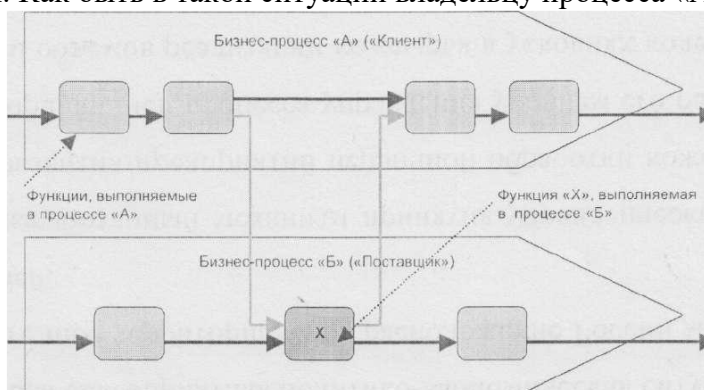 Как быть в такой ситуации владельцу процесса
Бизнес-процесс «А» («Клиент»)
Функции, выполняемые
в процессе «А»
Функция «Х», выполняемая
в процессе «Б»
Бизнес-процесс «Б» («Поставщик»)
X